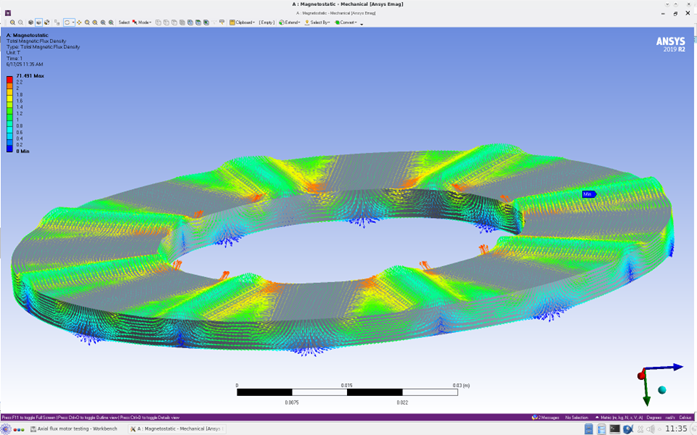 A : Magnetostatic - Mechanical [Ansys Emag]
A : Magnetostatic - Mechanical [Ansys Emag]
Select Mode Clipboard [Empty] Extend Select By Convert
A: Magnetostatic
Total Magnetic Flux Density
Type: Total Magnetic Flux Density
Unit: T
Time: 1
6/17/25 11:35 AM
71.491 Max
2.2
2
1.8
1.6
1.4
1.2
1
0.8
0.6
0.4
0.2
0 Min
ANSYS
2019 R2
Min
0
0.015
0.03 (m)
0.0075
0.022
Press F11 to toggle Full Screen | Press Ctrl+O to toggle Outline view | Press Ctrl+D to toggle Details view
2 Messages No Selection Metric (m, kg, N, s, V, A) Degrees rad/s Celsius
Axial flux motor testing - Workbench
A : Magnetostatic - Mechanical [Ansys
11:35